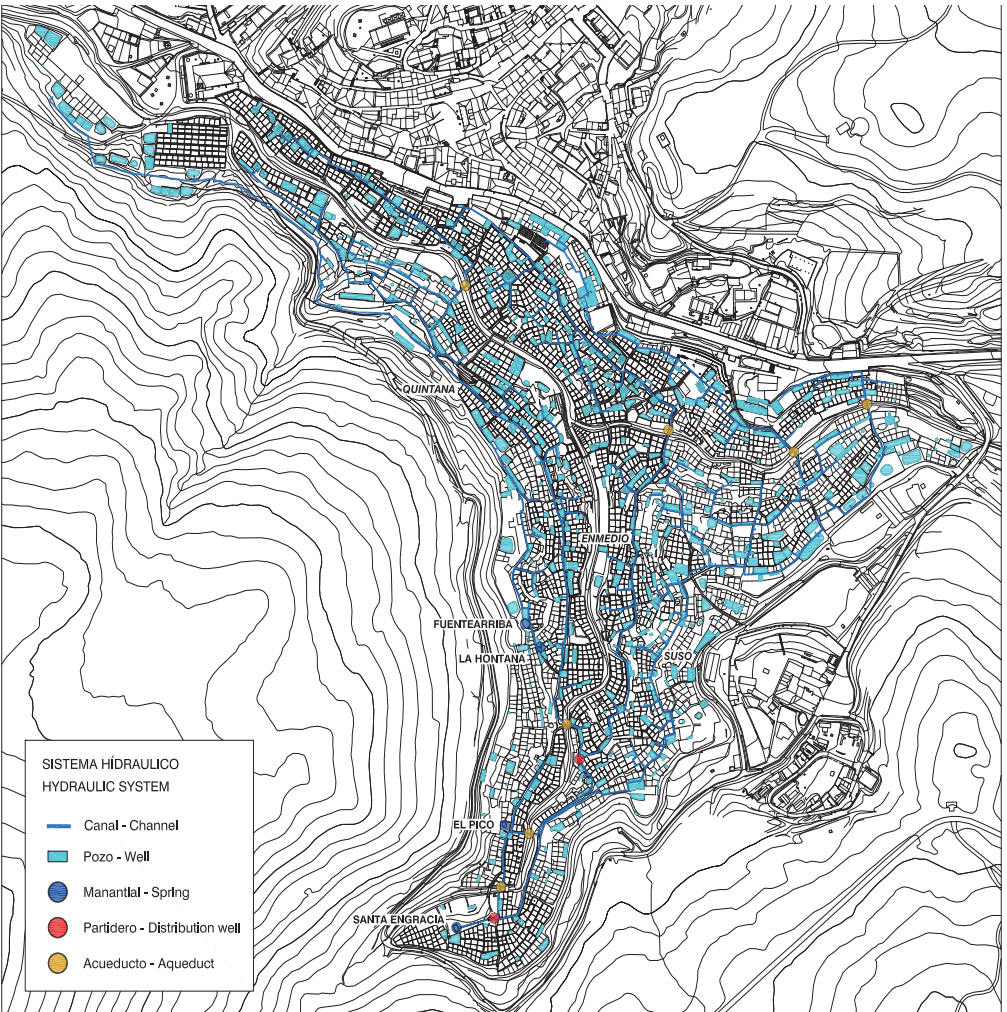 QUINTANA
ENMEDIO
FUENTEARRIBA
LA HONTANA
SUSO
SISTEMA HÍDRAULICO
HYDRAULIC SYSTEM
Canal - Channel
Pozo - Well
Manantial - Spring
Partidero - Distribution well
Acueducto - Aqueduct
EL PICO
SANTA ENGRACIA